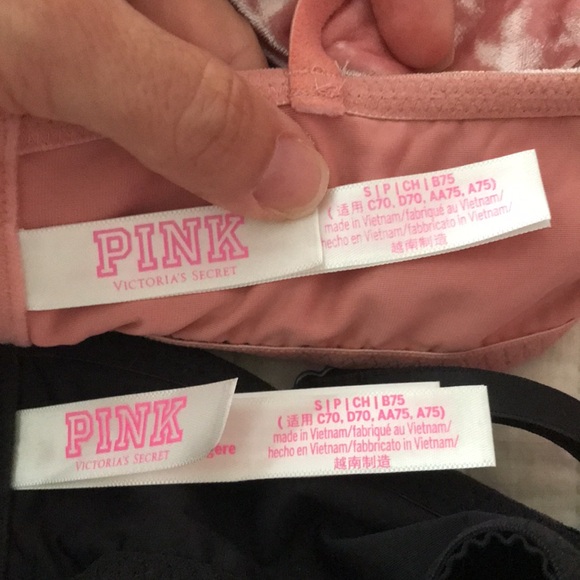 PINK
VICTORIA'S SECRET
S | P | CH | B75
(适用 C70, D70, AA75, A75)
made in Vietnam/fabriqué au Vietnam/
hecho en Vietnam/fabbricato in Vietnam/
越南制造
PINK
VICTORIA'S SECRET
S | P | CH | B75
(适用 C70, D70, AA75, A75)
made in Vietnam/fabriqué au Vietnam/
hecho en Vietnam/fabbricato in Vietnam/
越南制造